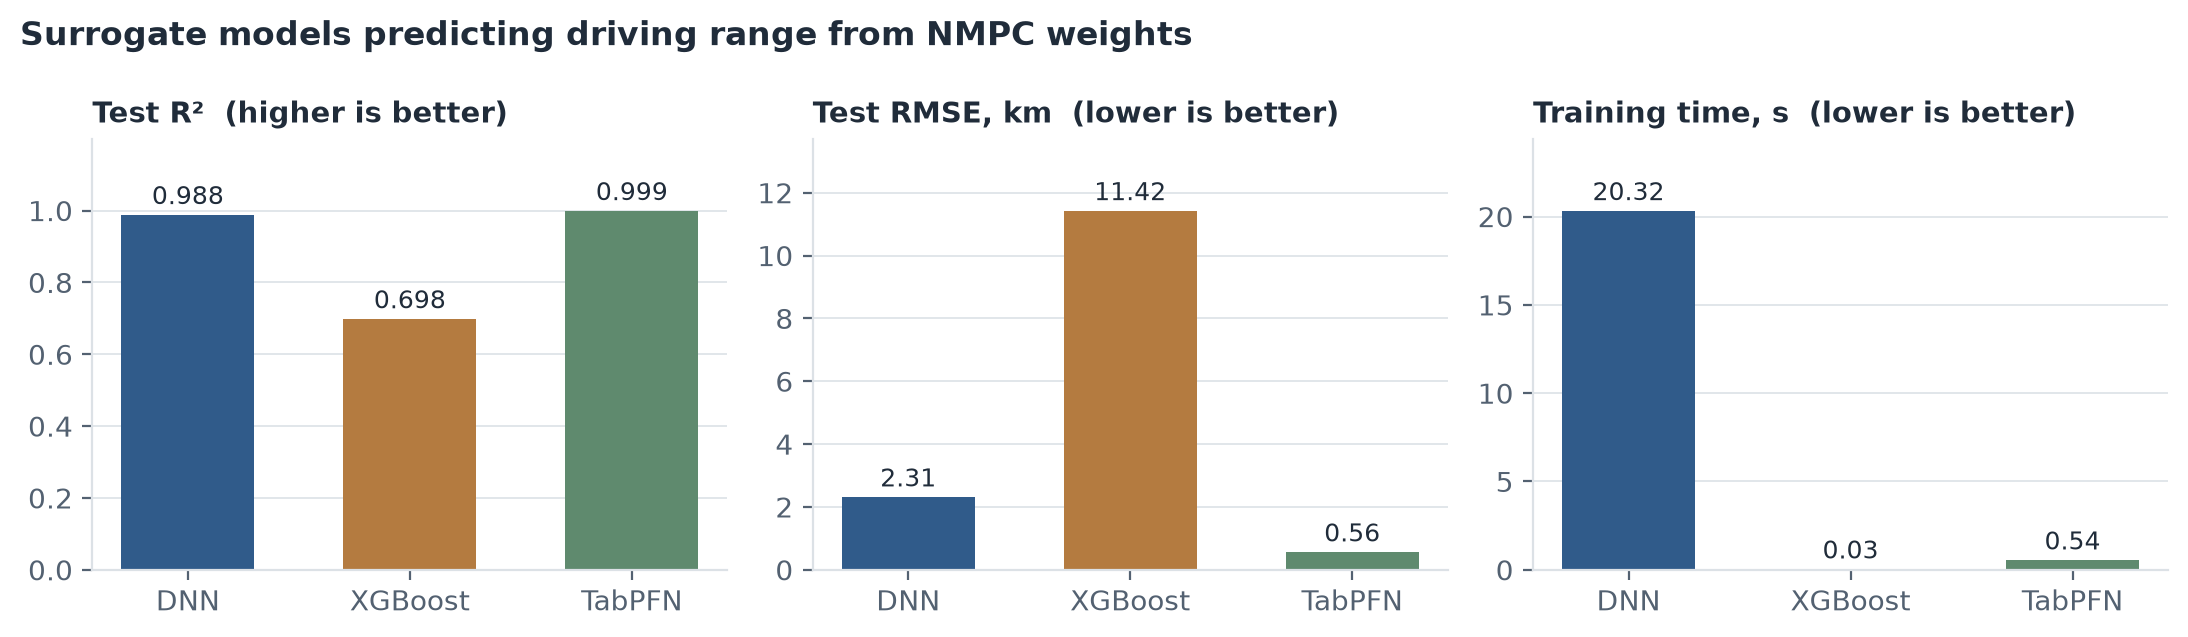 Surrogate models predicting driving range from NMPC weights
Test R² (higher is better)
1.0
0.8
0.6
0.4
0.2
0.0
0.988
0.698
0.999
DNN
XGBoost
TabPFN
Test RMSE, km (lower is better)
12
10
8
6
4
2
0
2.31
11.42
0.56
DNN
XGBoost
TabPFN
Training time, s (lower is better)
20
15
10
5
0
20.32
0.03
0.54
DNN
XGBoost
TabPFN